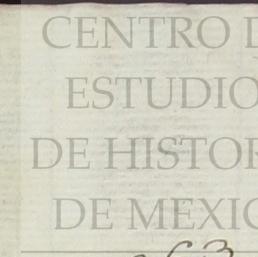 CENTRO D
ESTUDIO
DE HISTOR
DE MEXIC